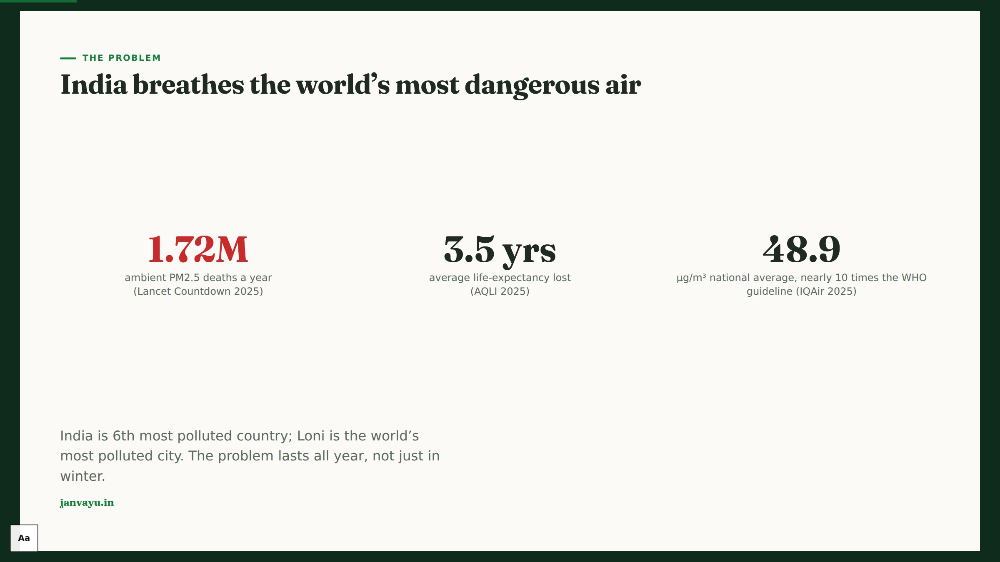 THE PROBLEM
India breathes the world’s most dangerous air
1.72M
ambient PM2.5 deaths a year
(Lancet Countdown 2025)
3.5 yrs
average life-expectancy lost
(AQLI 2025)
48.9
µg/m³ national average, nearly 10 times the WHO
guideline (IQAir 2025)
India is 6th most polluted country; Loni is the world’s
most polluted city. The problem lasts all year, not just in
winter.
janvayu.in
Aa